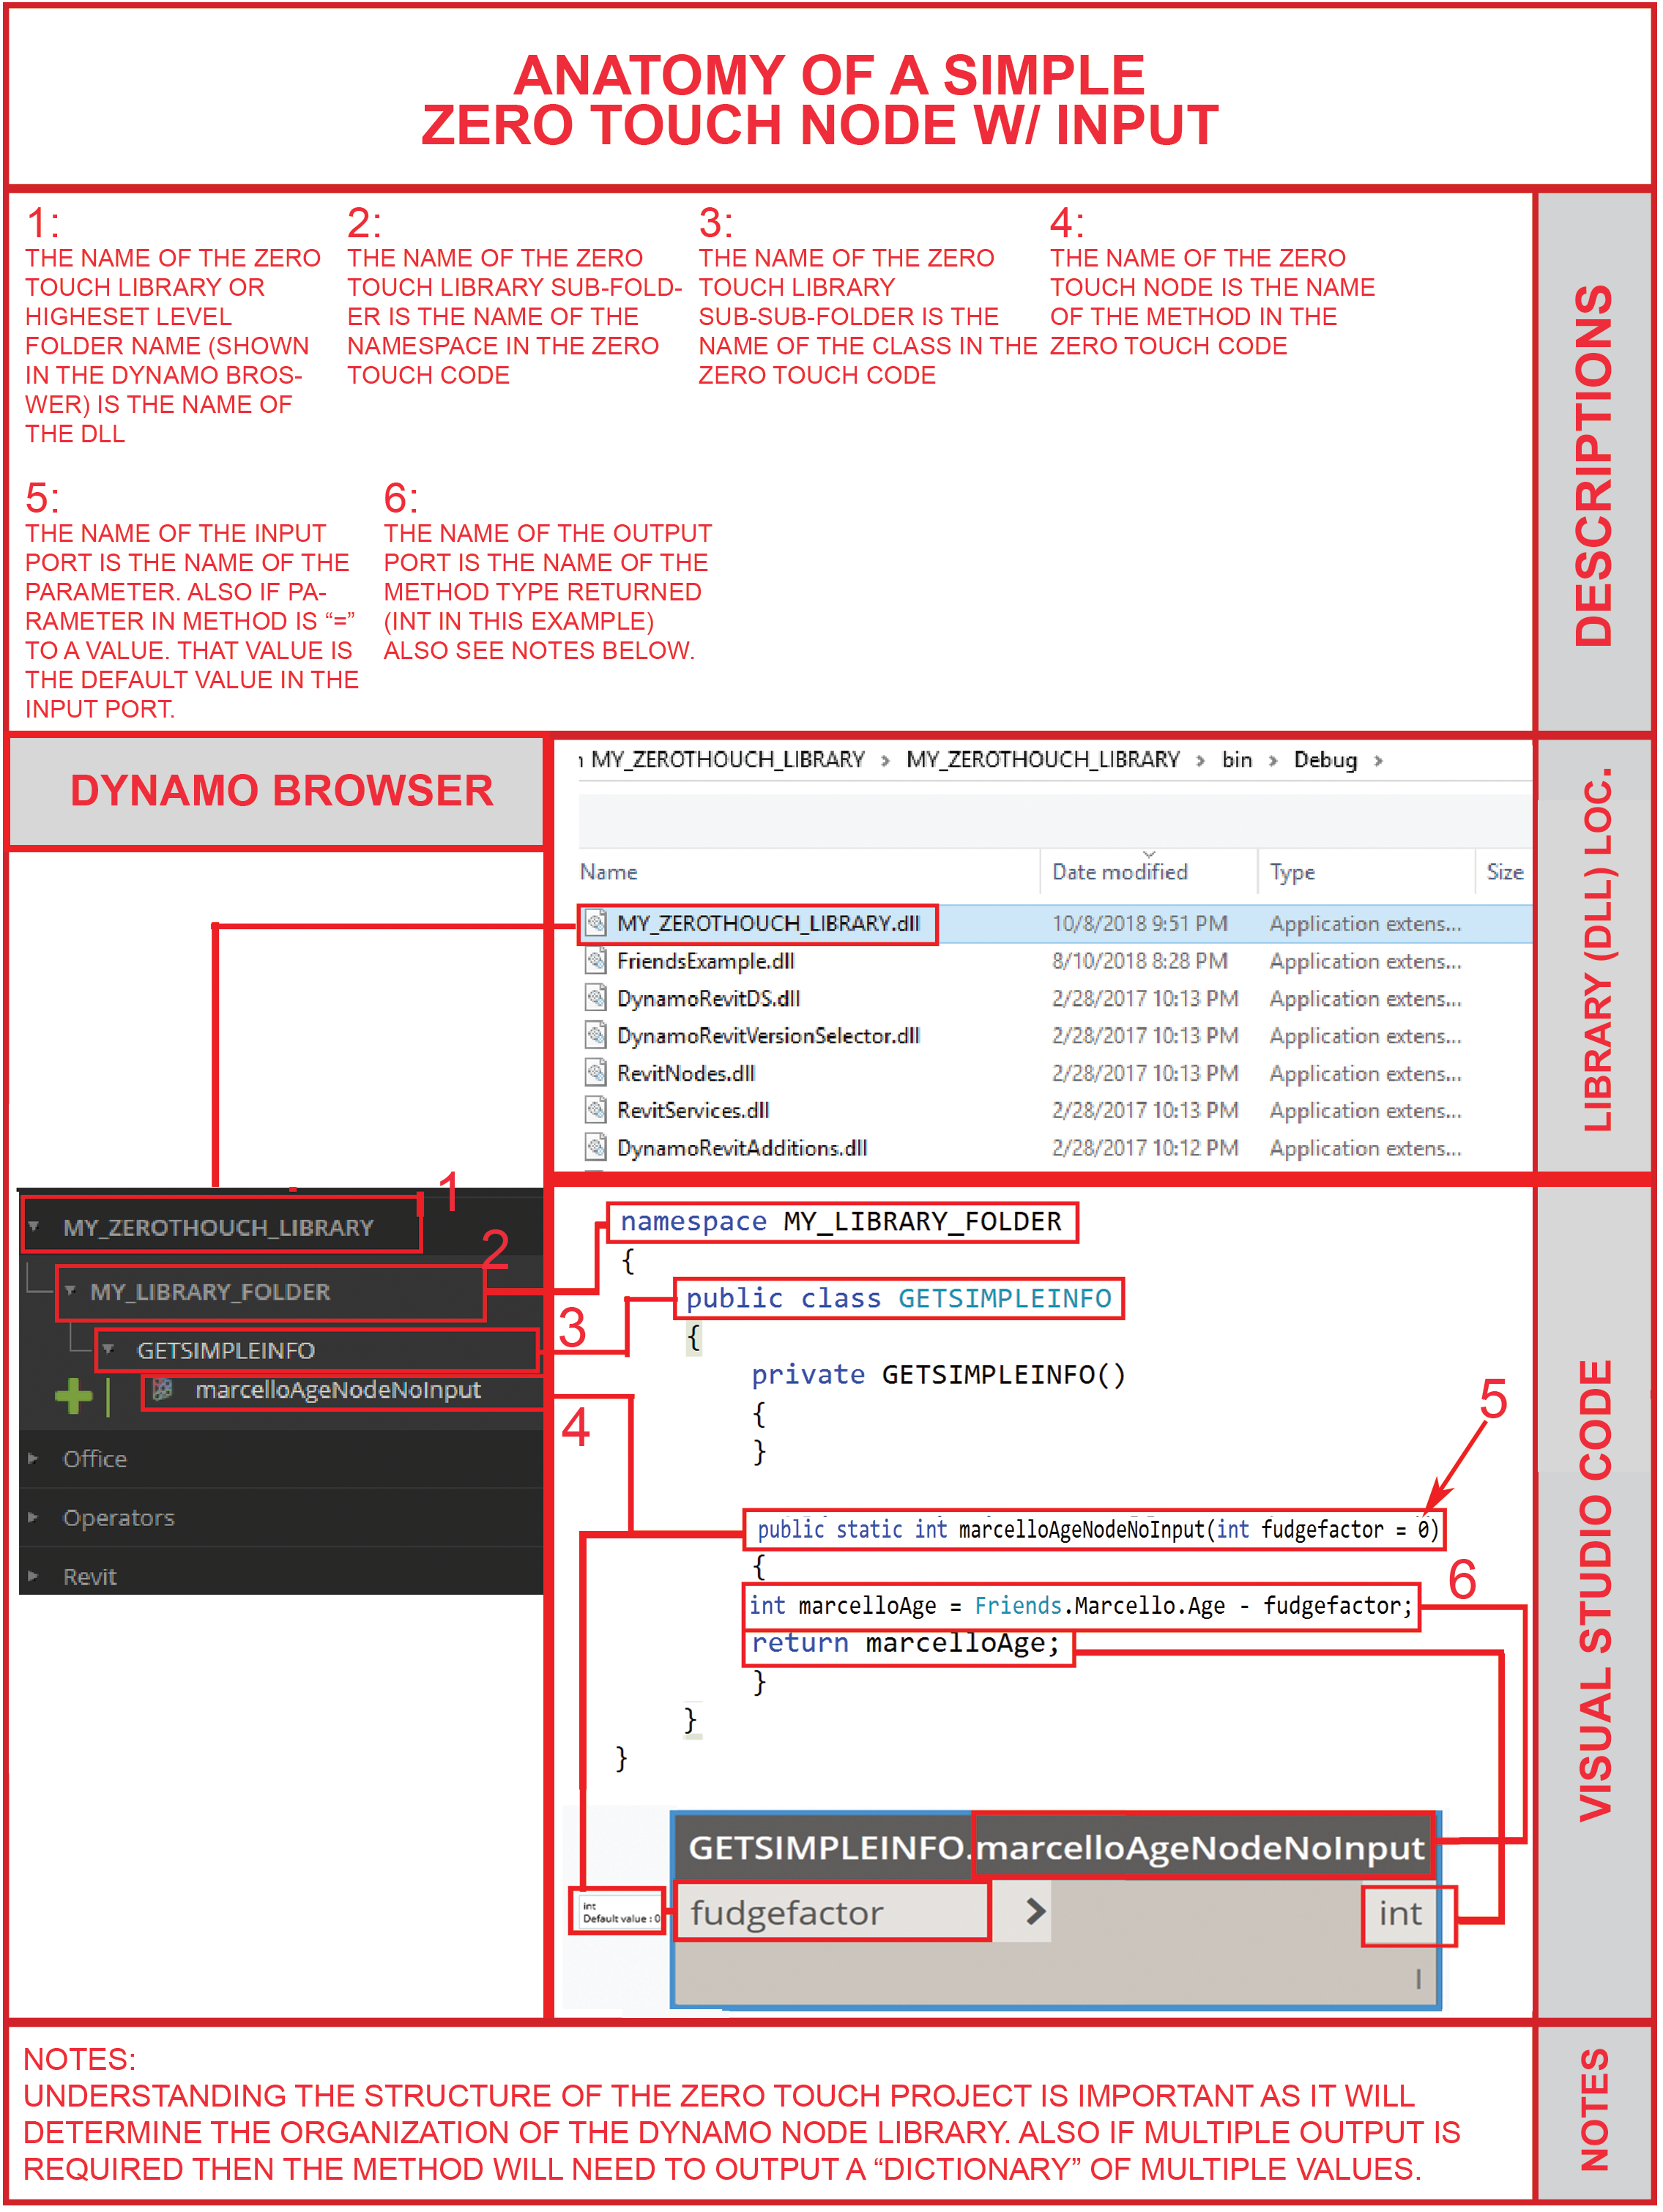 ANATOMY OF A SIMPLE
ZERO TOUCH NODE W/ INPUT
1:
THE NAME OF THE ZERO
TOUCH LIBRARY OR
HIGHESET LEVEL
FOLDER NAME (SHOWN
IN THE DYNAMO BROS-
WER) IS THE NAME OF
THE DLL
2:
THE NAME OF THE ZERO
TOUCH LIBRARY SUB-FOLD-
ER IS THE NAME OF THE
NAMESPACE IN THE ZERO
TOUCH CODE
3:
THE NAME OF THE ZERO
TOUCH LIBRARY
SUB-SUB-FOLDER IS THE
NAME OF THE CLASS IN THE
ZERO TOUCH CODE
4:
THE NAME OF THE ZERO
TOUCH NODE IS THE NAME
OF THE METHOD IN THE
ZERO TOUCH CODE
5:
THE NAME OF THE INPUT
PORT IS THE NAME OF THE
PARAMETER. ALSO IF PA-
RAMETER IN METHOD IS “=”
TO A VALUE. THAT VALUE IS
THE DEFAULT VALUE IN THE
INPUT PORT.
6:
THE NAME OF THE OUTPUT
PORT IS THE NAME OF THE
METHOD TYPE RETURNED
(INT IN THIS EXAMPLE)
ALSO SEE NOTES BELOW.
DESCRIPTIONS
DYNAMO BROWSER
MY_ZEROTHOUCH_LIBRARY > MY_ZEROTHOUCH_LIBRARY > bin > Debug >
Name Date modified Type Size
MY_ZEROTHOUCH_LIBRARY.dll 10/8/2018 9:51 PM Application extens...
FriendsExample.dll 8/10/2018 8:28 PM Application extens...
DynamoRevitDS.dll 2/28/2017 10:13 PM Application extens...
DynamoRevitVersionSelector.dll 2/28/2017 10:13 PM Application extens...
RevitNodes.dll 2/28/2017 10:13 PM Application extens...
RevitServices.dll 2/28/2017 10:13 PM Application extens...
DynamoRevitAdditions.dll 2/28/2017 10:12 PM Application extens...
LIBRARY (DLL) LOC.
1
MY_ZEROTHOUCH_LIBRARY
2
MY_LIBRARY_FOLDER
3
GETSIMPLEINFO
marcelloAgeNodeNoInput
4
Office
Operators
Revit
namespace MY_LIBRARY_FOLDER
{
public class GETSIMPLEINFO
{
private GETSIMPLEINFO()
{
}
5
public static int marcelloAgeNodeNoInput(int fudgefactor = 0)
{
6
int marcelloAge = Friends.Marcello.Age - fudgefactor;
return marcelloAge;
}
}
}
GETSIMPLEINFO.marcelloAgeNodeNoInput
int
Default value : 0
fudgefactor > int
l
VISUAL STUDIO CODE
NOTES:
UNDERSTANDING THE STRUCTURE OF THE ZERO TOUCH PROJECT IS IMPORTANT AS IT WILL
DETERMINE THE ORGANIZATION OF THE DYNAMO NODE LIBRARY. ALSO IF MULTIPLE OUTPUT IS
REQUIRED THEN THE METHOD WILL NEED TO OUTPUT A “DICTIONARY” OF MULTIPLE VALUES.
NOTES